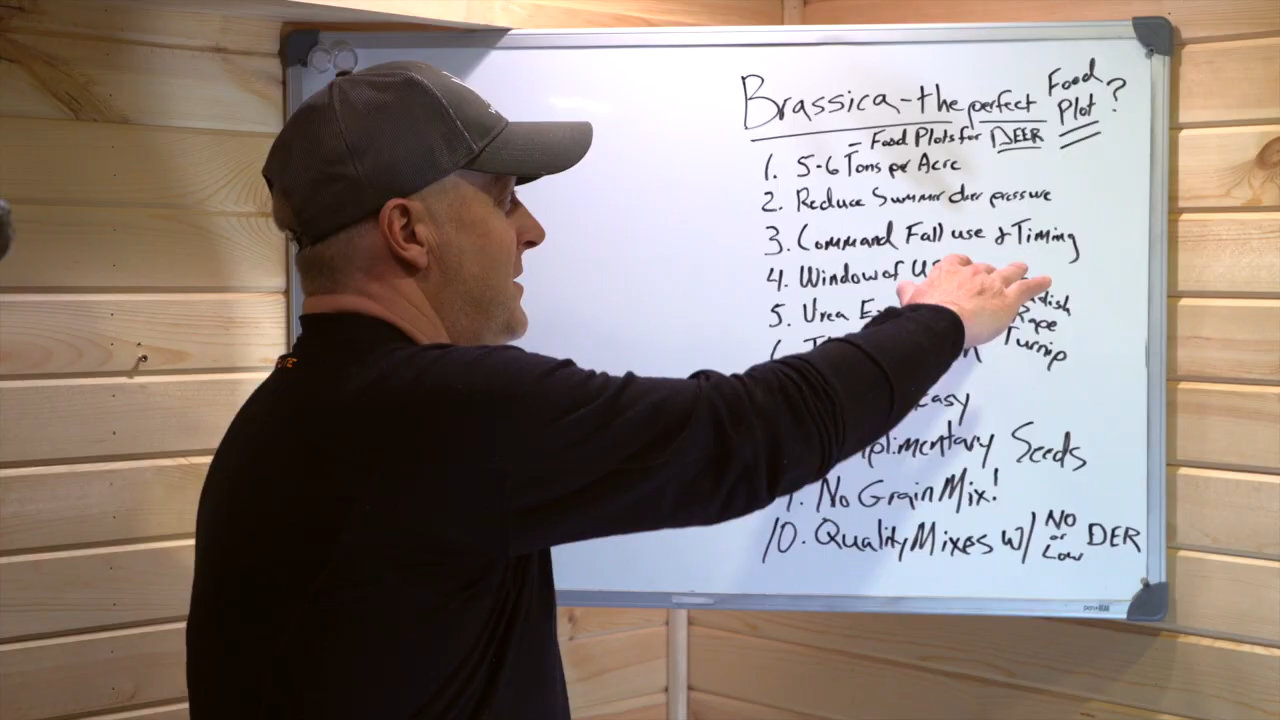 Brassica - the perfect Food Plot?
- Food Plots for DEER
1. 5-6 Tons per Acre
2. Reduce Summer deer pressure
3. Command Fall use & Timing
4. Window of
5. Urea
Radish
Rape
Turnip
Easy
Seeds
9. No Grain Mix!
10. Quality Mixes w/ NO or Low DER